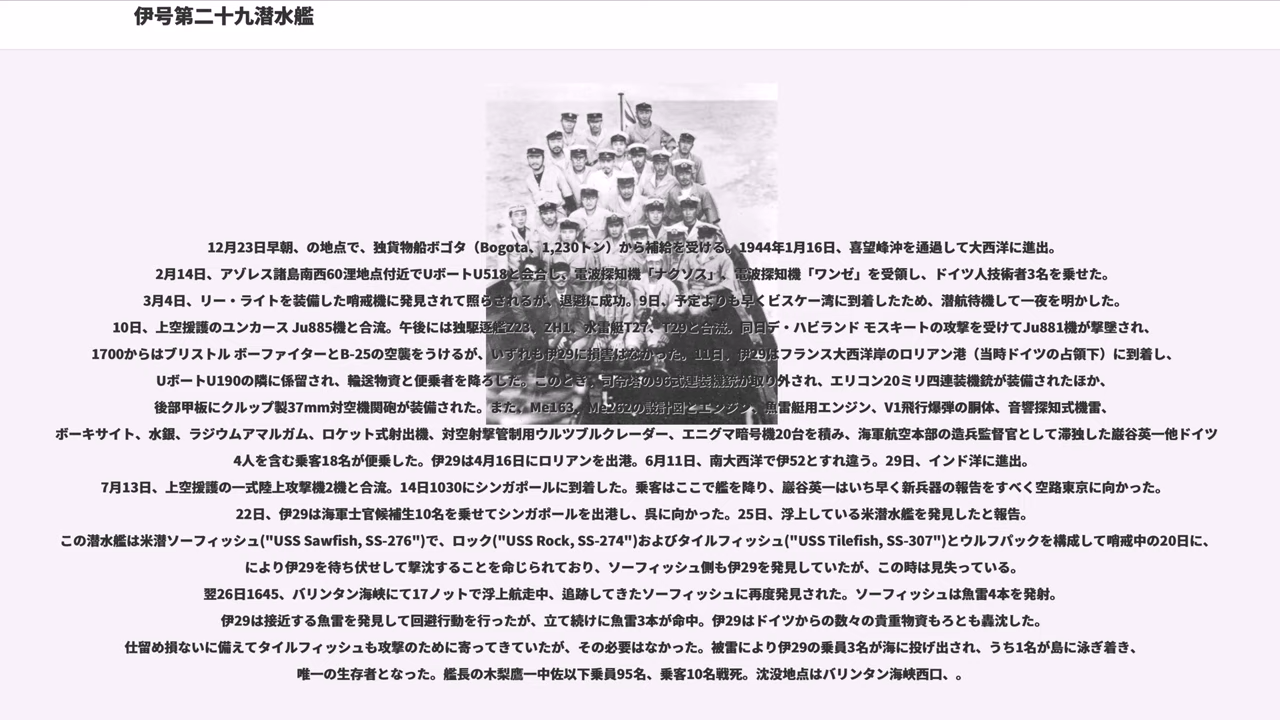 伊号第二十九潜水艦
12月23日早朝、の地点で、独貨物船ボゴタ（Bogota、1,230トン）から補給を受ける。1944年1月16日、喜望峰沖を通過して大西洋に進出。
2月14日、アゾレス諸島南西60浬地点付近でUボートU518と会合し、電波探知機「ナクソス」、電波探知機「ワンゼ」を受領し、ドイツ人技術者3名を乗せた。
3月4日、リー・ライトを装備した哨戒機に発見されて照らされるが、退避に成功。9日、予定よりも早くビスケー湾に到着したため、潜航待機して一夜を明かした。
10日、上空援護のユンカース Ju885機と合流。午後には独駆逐艦Z23、ZH1、水雷艇T27、T29と合流。同日デ・ハビランド モスキートの攻撃を受けてJu881機が撃墜され、
1700からはブリストル ボーファイターとB-25の空襲をうけるが、いずれも伊29に損害はなかった。11日、伊29はフランス大西洋岸のロリアン港（当時ドイツの占領下）に到着し、
UボートU190の隣に係留され、輸送物資と便乗者を降ろした。このとき、司令塔の96式連装機銃が取り外され、エリコン20ミリ四連装機銃が装備されたほか、
後部甲板にクルップ製37mm対空機関砲が装備された。また、Me163、Me262の設計図とエンジン、魚雷艇用エンジン、V1飛行爆弾の胴体、音響探知式機雷、
ボーキサイト、水銀、ラジウムアマルガム、ロケット式射出機、対空射撃管制用ウルツブルクレーダー、エニグマ暗号機20台を積み、海軍航空本部の造兵監督官として滞独した巌谷英一他ドイツ
4人を含む乗客18名が便乗した。伊29は4月16日にロリアンを出港。6月11日、南大西洋で伊52とすれ違う。29日、インド洋に進出。
7月13日、上空援護の一式陸上攻撃機2機と合流。14日1030にシンガポールに到着した。乗客はここで艦を降り、巌谷英一はいち早く新兵器の報告をすべく空路東京に向かった。
22日、伊29は海軍士官候補生10名を乗せてシンガポールを出港し、呉に向かった。25日、浮上している米潜水艦を発見したと報告。
この潜水艦は米潜ソーフィッシュ("USS Sawfish, SS-276")で、ロック("USS Rock, SS-274")およびタイルフィッシュ("USS Tilefish, SS-307")とウルフパックを構成して哨戒中の20日に、
により伊29を待ち伏せして撃沈することを命じられており、ソーフィッシュ側も伊29を発見していたが、この時は見失っている。
翌26日1645、バリンタン海峡にて17ノットで浮上航走中、追跡してきたソーフィッシュに再度発見された。ソーフィッシュは魚雷4本を発射。
伊29は接近する魚雷を発見して回避行動を行ったが、立て続けに魚雷3本が命中。伊29はドイツからの数々の貴重物資もろとも轟沈した。
仕留め損ないに備えてタイルフィッシュも攻撃のために寄ってきていたが、その必要はなかった。被雷により伊29の乗員3名が海に投げ出され、うち1名が島に泳ぎ着き、
唯一の生存者となった。艦長の木梨鷹一中佐以下乗員95名、乗客10名戦死。沈没地点はバリンタン海峡西口、。